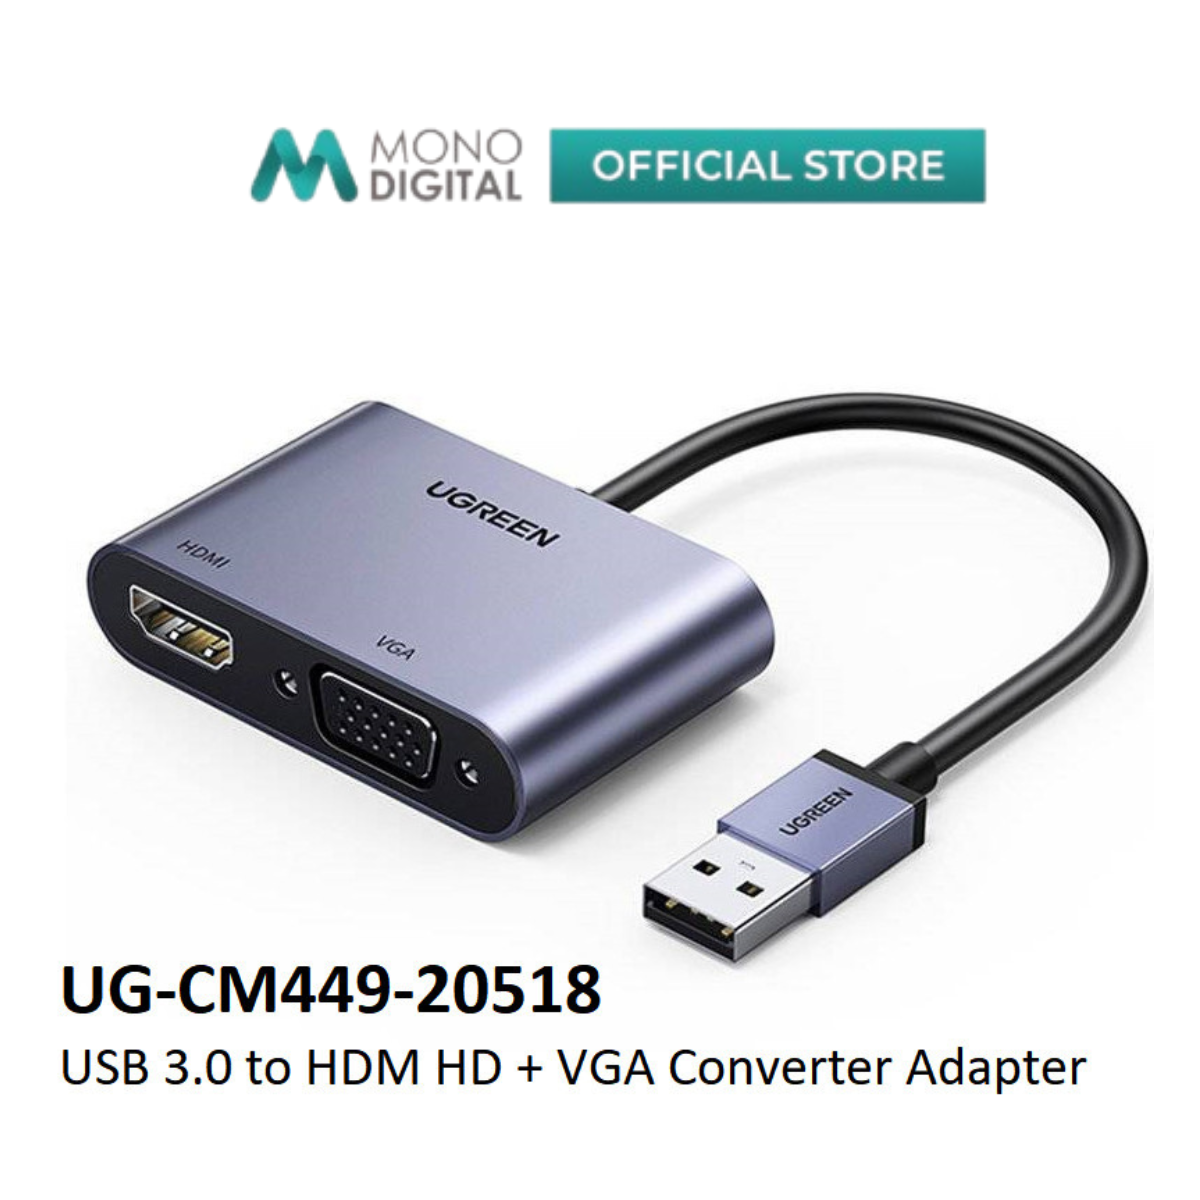 MONO
DIGITAL
OFFICIAL STORE
UGREEN
HDMI
VGA
UGREEN
UG-CM449-20518
USB 3.0 to HDM HD + VGA Converter Adapter